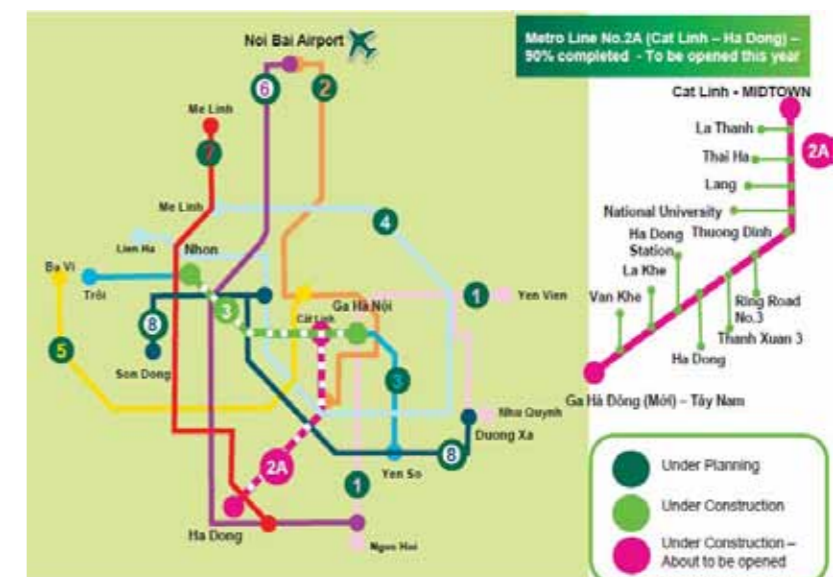 Noi Bai Airport
6
2
Me Linh
7
Me Linh
4
Lien Ha
Nhon
Ba Vi
Trôi
3
Ga Hà Nội
1
Yen Vien
8
Cát Linh
5
3
Son Dong
Nhu Quynh
Duong Xa
2A
8
Yen So
1
Ha Dong
Ngoc Hoi
Metro Line No.2A (Cat Linh – Ha Dong) –
90% completed - To be opened this year
Cat Linh - MIDTOWN
La Thanh
2A
Thai Ha
Lang
National University
Thuong Dinh
Ha Dong
Station
La Khe
Van Khe
Ring Road
No.3
Thanh Xuan 3
Ha Dong
Ga Hà Đông (Mới) – Tây Nam
Under Planning
Under Construction
Under Construction –
About to be opened